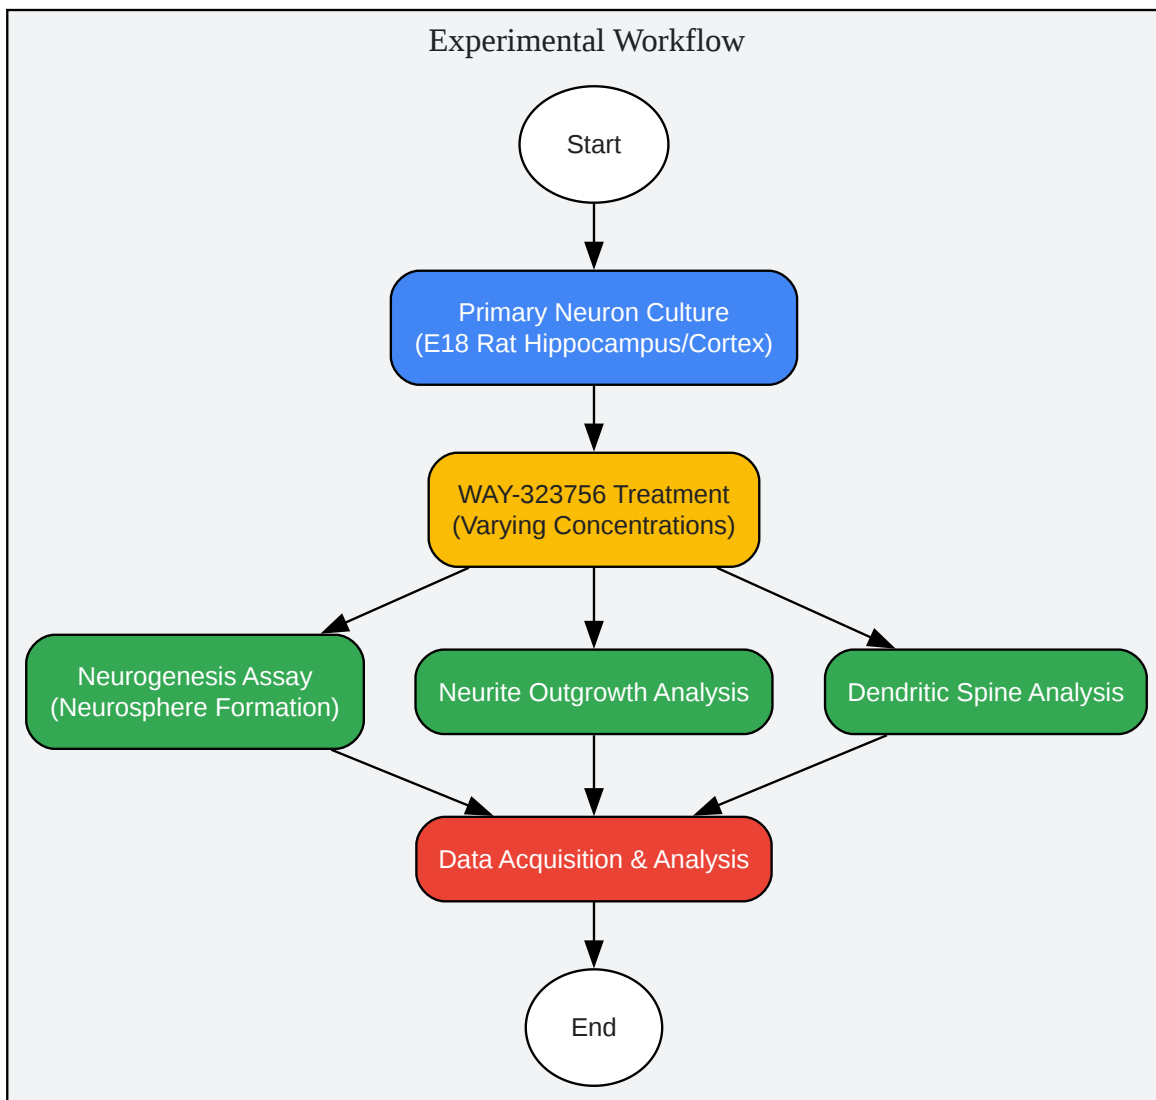 Experimental Workflow
Start
Primary Neuron Culture
(E18 Rat Hippocampus/Cortex)
WAY-323756 Treatment
(Varying Concentrations)
Neurogenesis Assay
(Neurosphere Formation)
Neurite Outgrowth Analysis
Dendritic Spine Analysis
Data Acquisition & Analysis
End